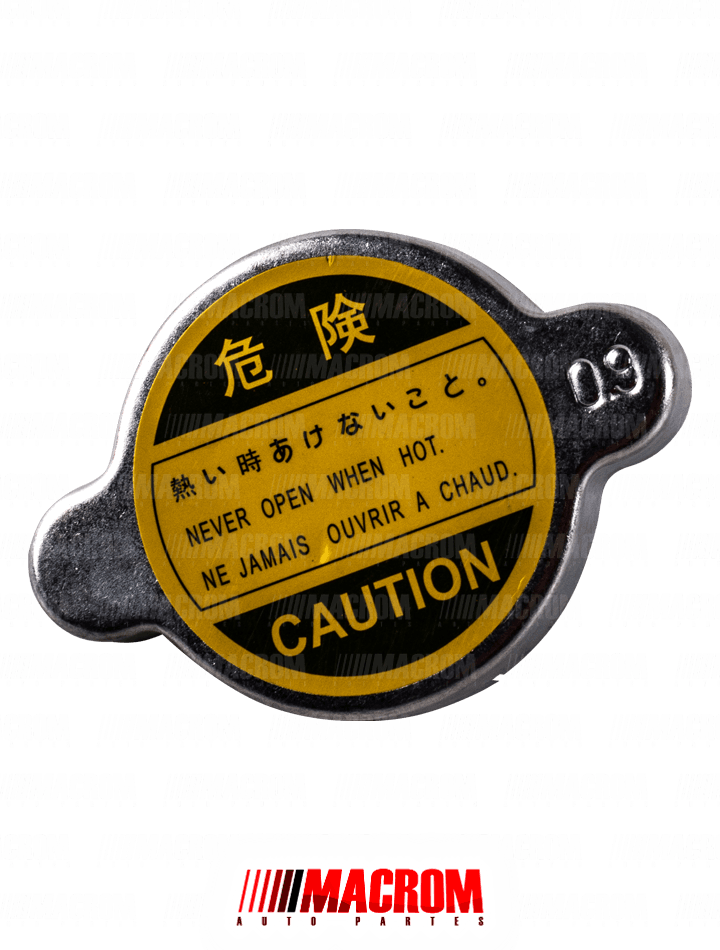 危険
熱い時あけないこと。
NEVER OPEN WHEN HOT.
NE JAMAIS OUVRIR A CHAUD.
CAUTION
0.9
MACROM
AUTO PARTES